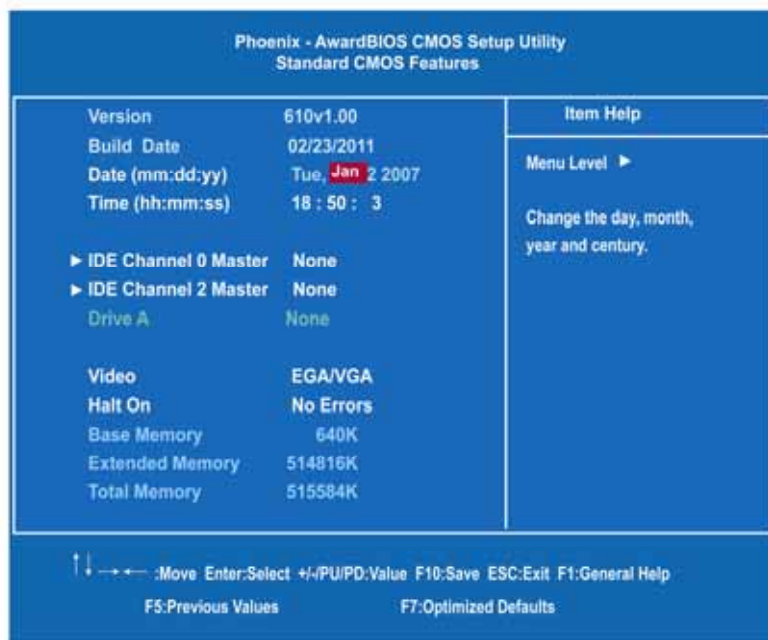 Phoenix - AwardBIOS CMOS Setup Utility
Standard CMOS Features
Version 610v1.00
Build Date 02/23/2011
Date (mm:dd:yy) Tue, Jan 2 2007
Time (hh:mm:ss) 18 : 50 : 3
► IDE Channel 0 Master None
► IDE Channel 2 Master None
Drive A None
Video EGA/VGA
Halt On No Errors
Base Memory 640K
Extended Memory 514816K
Total Memory 515584K
Item Help
Menu Level ►
Change the day, month,
year and century.
↑↓→← :Move Enter:Select +/-/PU/PD:Value F10:Save ESC:Exit F1:General Help
F5:Previous Values F7:Optimized Defaults